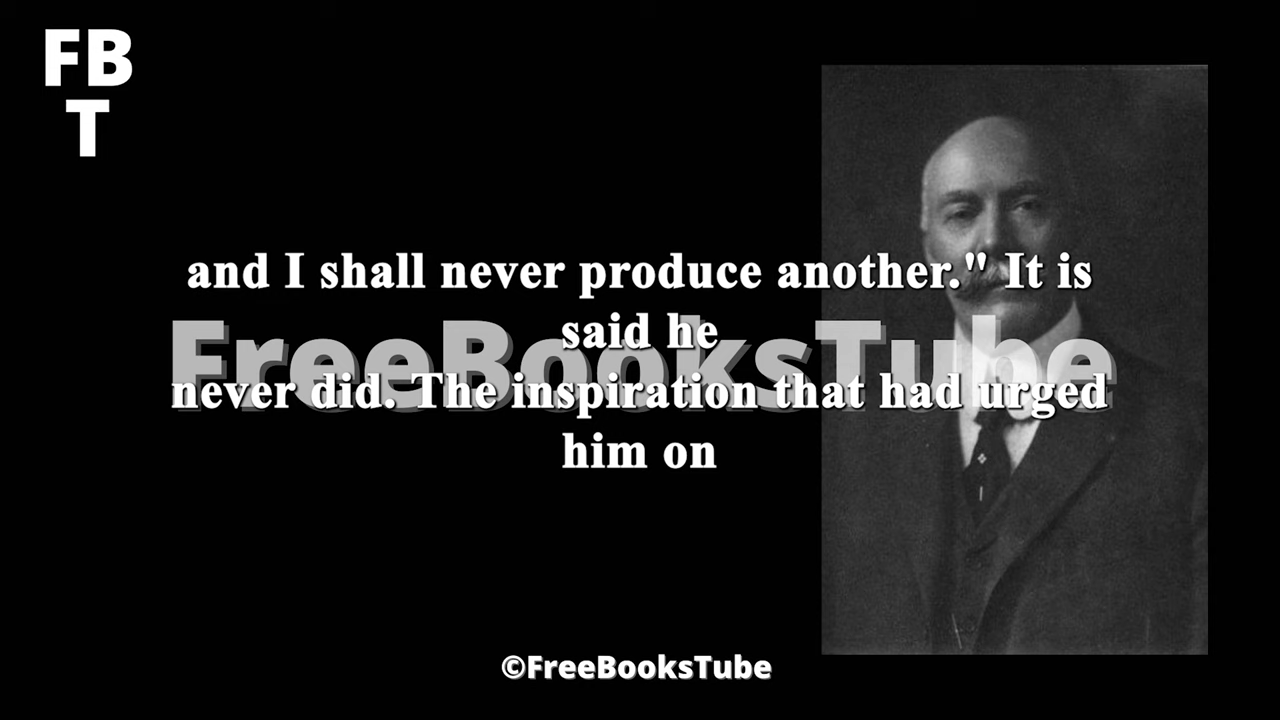 FB
T
and I shall never produce another." It is
said he
FreeBooksTube
never did. The inspiration that had urged
him on
©FreeBooksTube